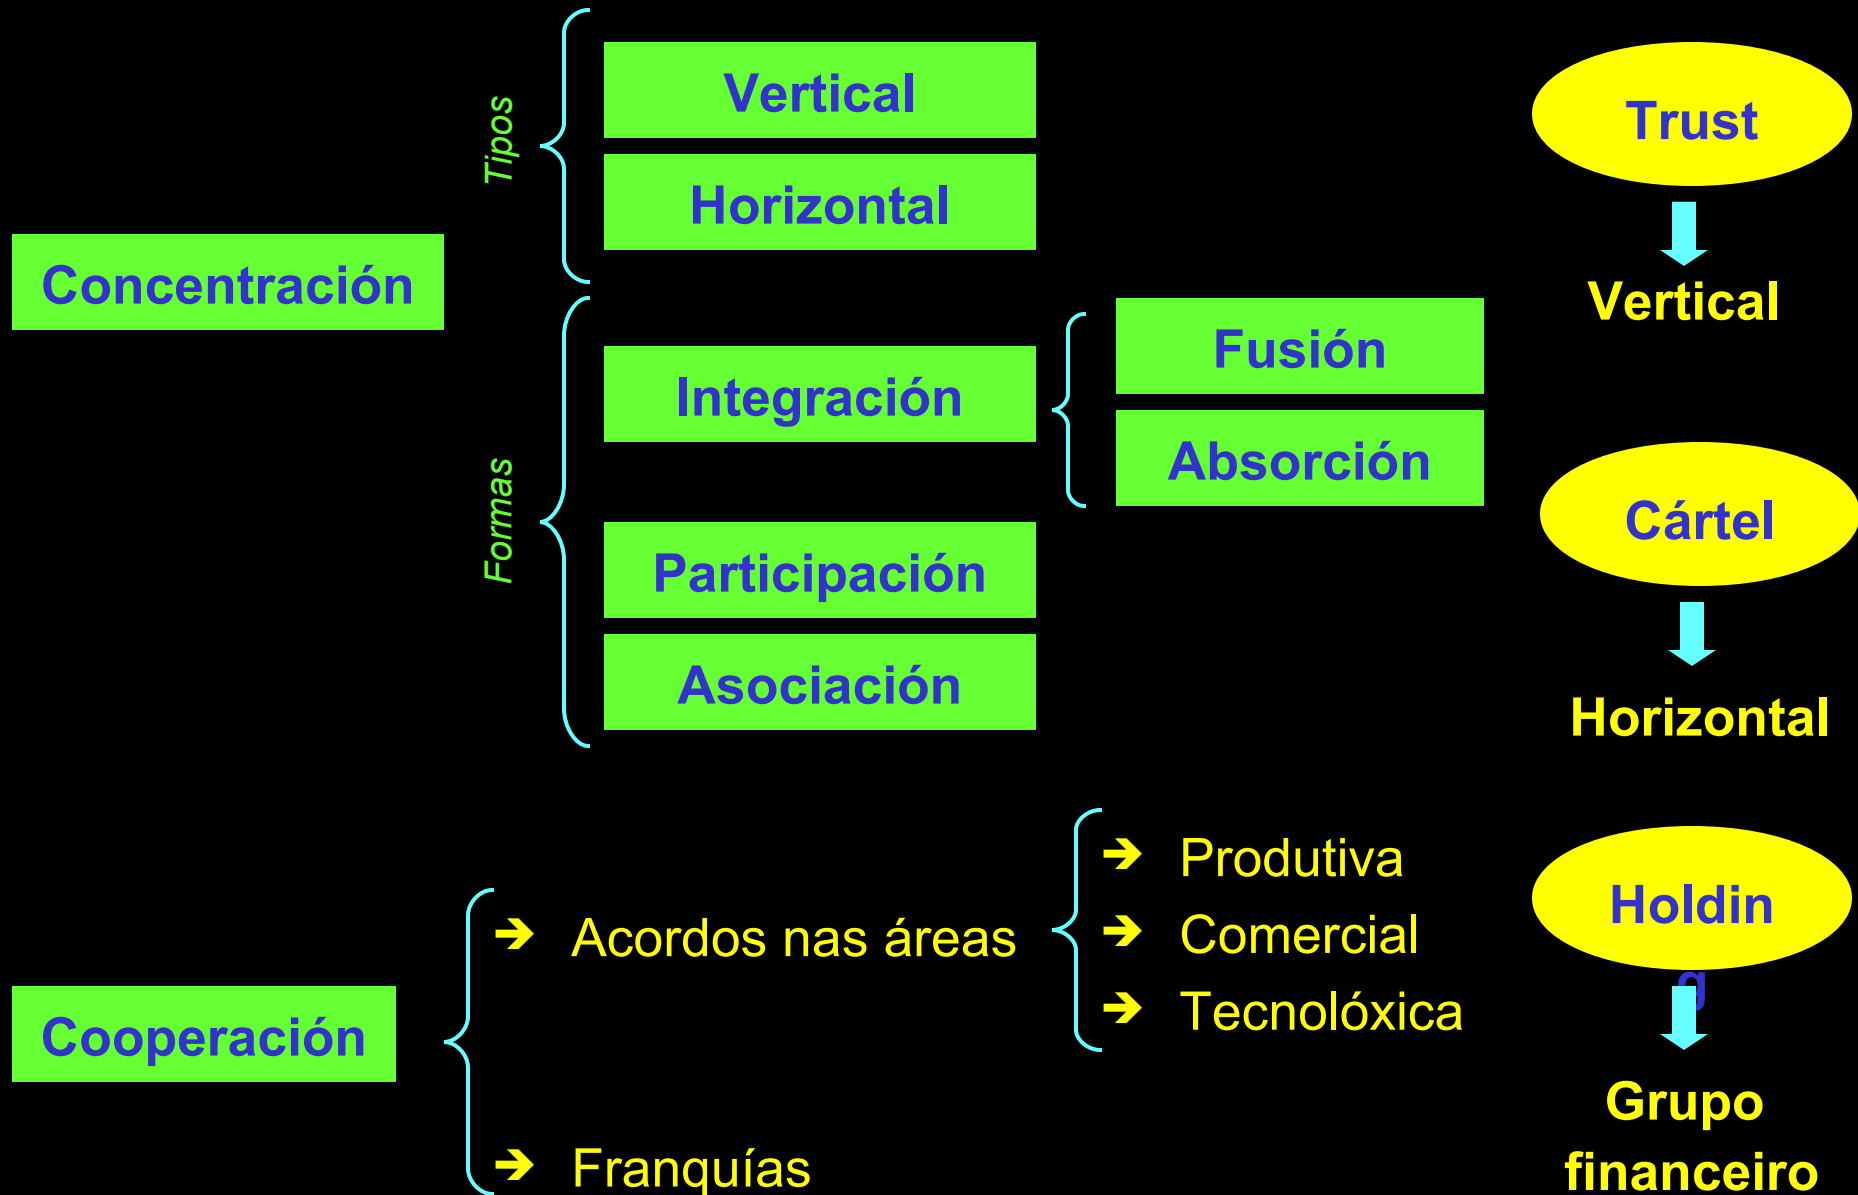 Concentración
Tipos
Vertical
Horizontal
Formas
Integración
Fusión
Absorción
Participación
Asociación
Cooperación
Acordos nas áreas
Produtiva
Comercial
Tecnolóxica
Franquías
Trust
Vertical
Cártel
Horizontal
Holdin
g
Grupo
financeiro